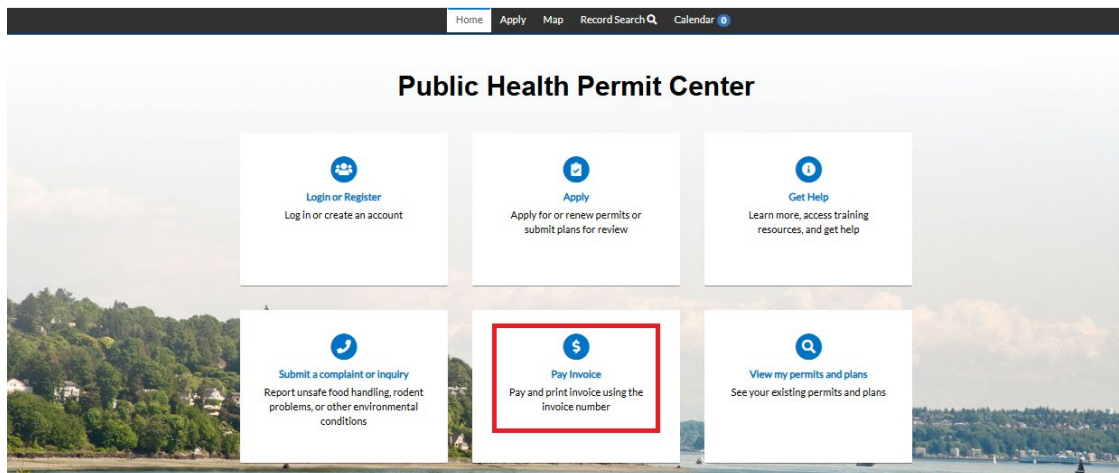 Home Apply Map Record Search Calendar 0
Public Health Permit Center
Login or Register
Log in or create an account
Apply
Apply for or renew permits or
submit plans for review
Get Help
Learn more, access training
resources, and get help
Submit a complaint or inquiry
Report unsafe food handling, rodent
problems, or other environmental
conditions
$
Pay Invoice
Pay and print invoice using the
invoice number
View my permits and plans
See your existing permits and plans